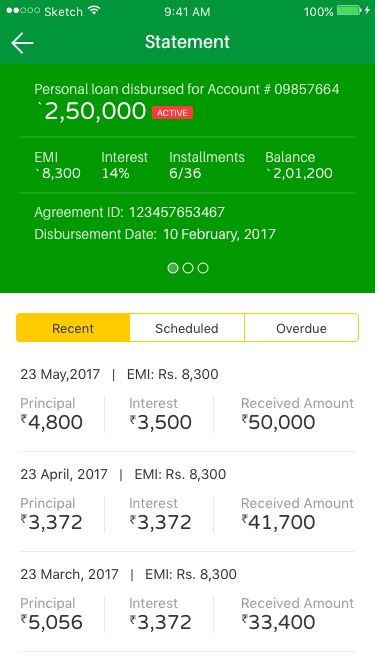 Sketch 9:41 AM 100%
Statement
Personal loan disbursed for Account # 09857664
`2,50,000 ACTIVE
EMI Interest Installments Balance
`8,300 14% 6/36 `2,01,200
Agreement ID: 123457653467
Disbursement Date: 10 February, 2017
Recent Scheduled Overdue
23 May,2017 | EMI: Rs. 8,300
Principal Interest Received Amount
₹4,800 ₹3,500 ₹50,000
23 April, 2017 | EMI: Rs. 8,300
Principal Interest Received Amount
₹3,372 ₹3,372 ₹41,700
23 March, 2017 | EMI: Rs. 8,300
Principal Interest Received Amount
₹5,056 ₹3,372 ₹33,400